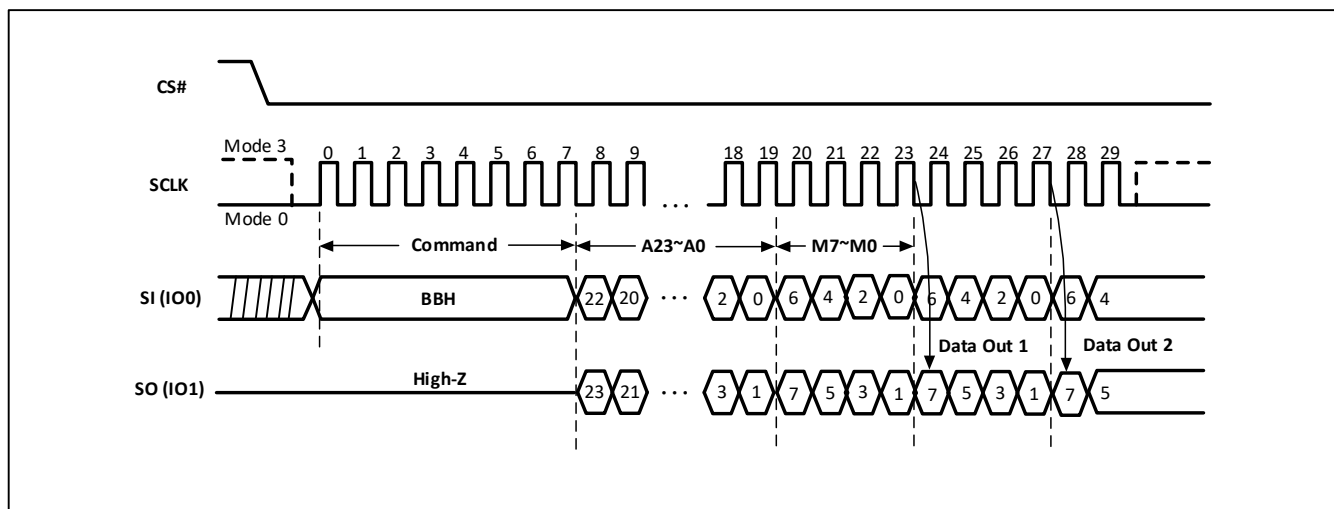 CS#
Mode 3
0 1 2 3 4 5 6 7 8 9 18 19 20 21 22 23 24 25 26 27 28 29
SCLK
...
Mode 0
Command A23~A0 M7~M0
SI (IO0) BBH 22 20 ... 2 0 6 4 2 0 6 4 2 0 6 4
Data Out 1 Data Out 2
High-Z
SO (IO1) 23 21 ... 3 1 7 5 3 1 7 5 3 1 7 5